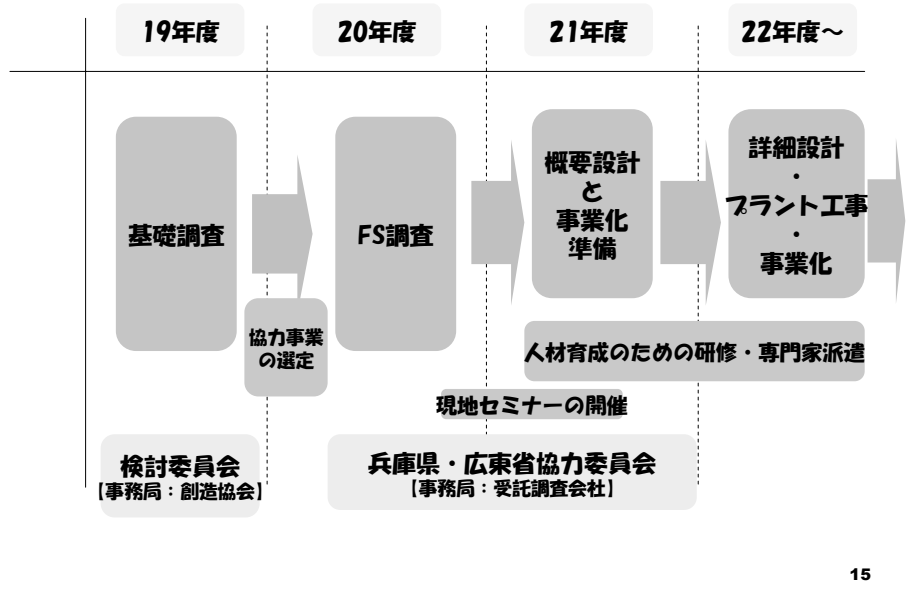 19年度
20年度
21年度
22年度～
基礎調査
FS調査
概要設計
と
事業化
準備
詳細設計
・
プラント工事
・
事業化
協力事業
の選定
人材育成のための研修・専門家派遣
現地セミナーの開催
検討委員会
【事務局：創造協会】
兵庫県・広東省協力委員会
【事務局：受託調査会社】
15